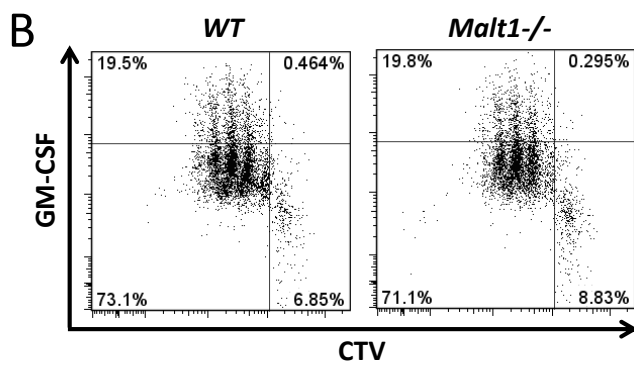 B
WT
Malt1-/-
19.5%
0.464%
19.8%
0.295%
GM-CSF
73.1%
6.85%
71.1%
8.83%
CTV